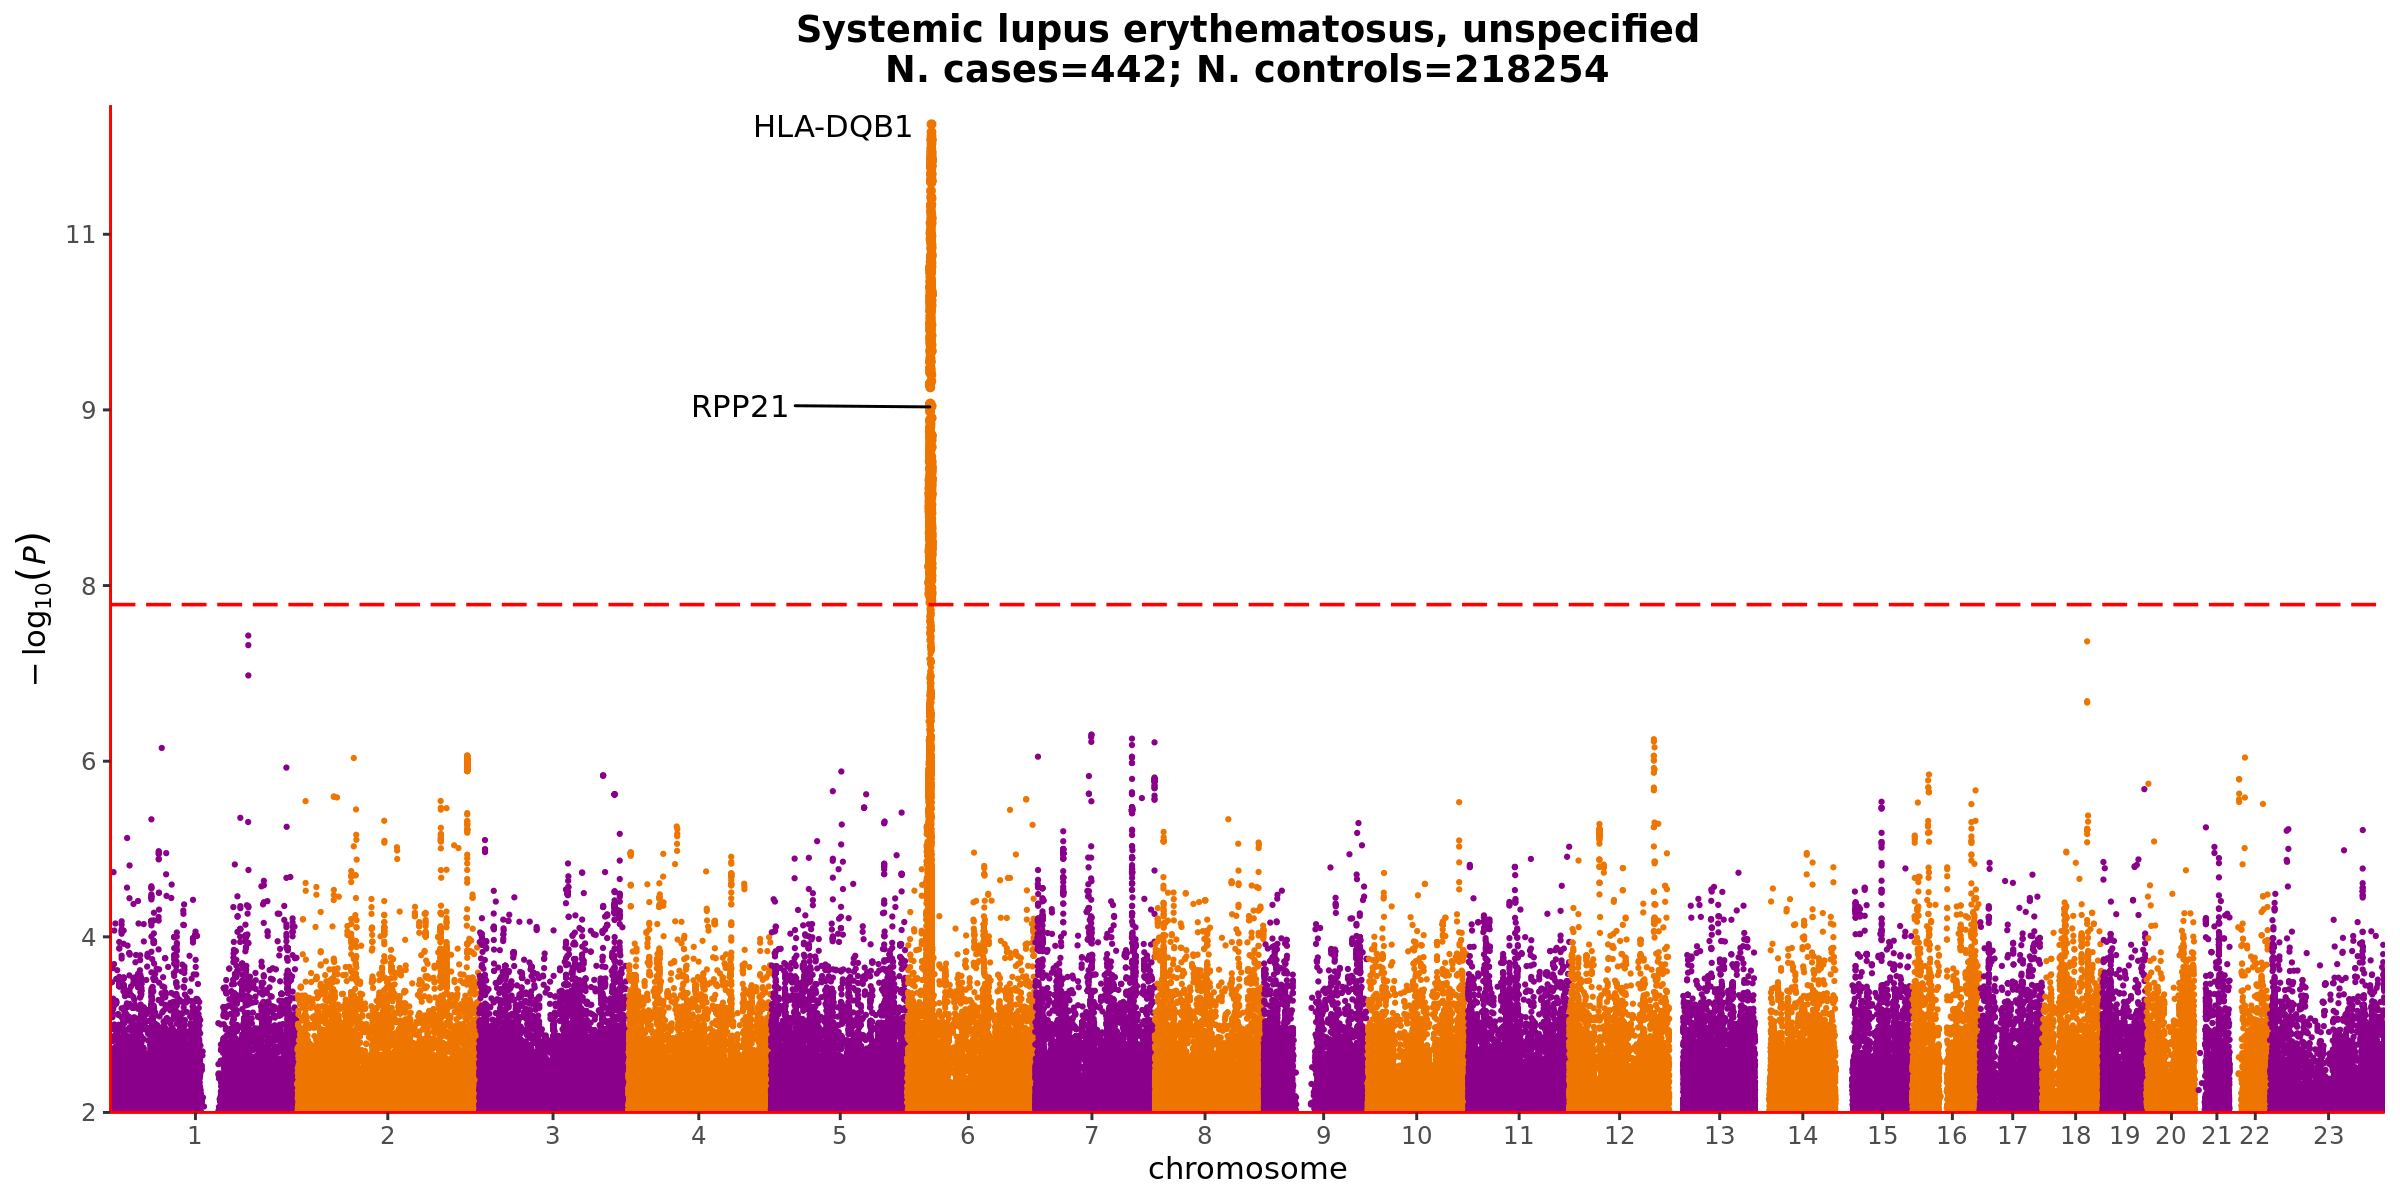 Systemic lupus erythematosus, unspecified
N. cases=442; N. controls=218254
HLA-DQB1
11
RPP21
9
8
− log₁₀(P)
6
4
2
1 2 3 4 5 6 7 8 9 10 11 12 13 14 15 16 17 18 19 20 21 22 23
chromosome